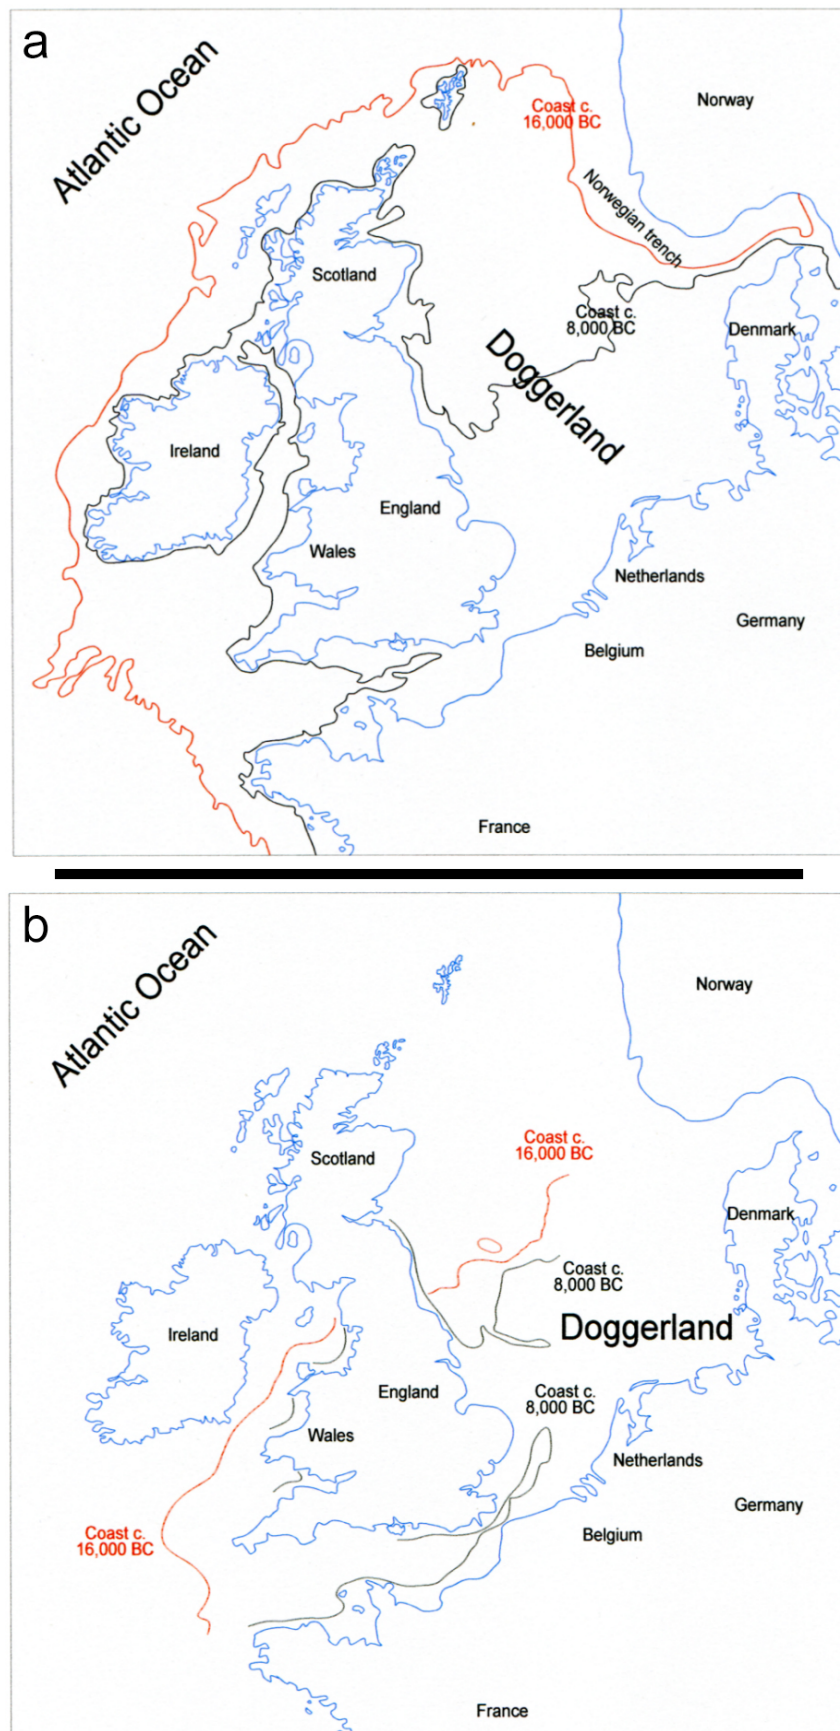 a
Atlantic Ocean
Norway
Coast c.
16,000 BC
Norwegian trench
Scotland
Coast c.
8,000 BC
Denmark
Doggerland
Ireland
England
Wales
Netherlands
Germany
Belgium
France
b
Atlantic Ocean
Norway
Coast c.
16,000 BC
Scotland
Denmark
Coast c.
8,000 BC
Doggerland
Ireland
England
Coast c.
8,000 BC
Wales
Netherlands
Germany
Coast c.
16,000 BC
Belgium
France